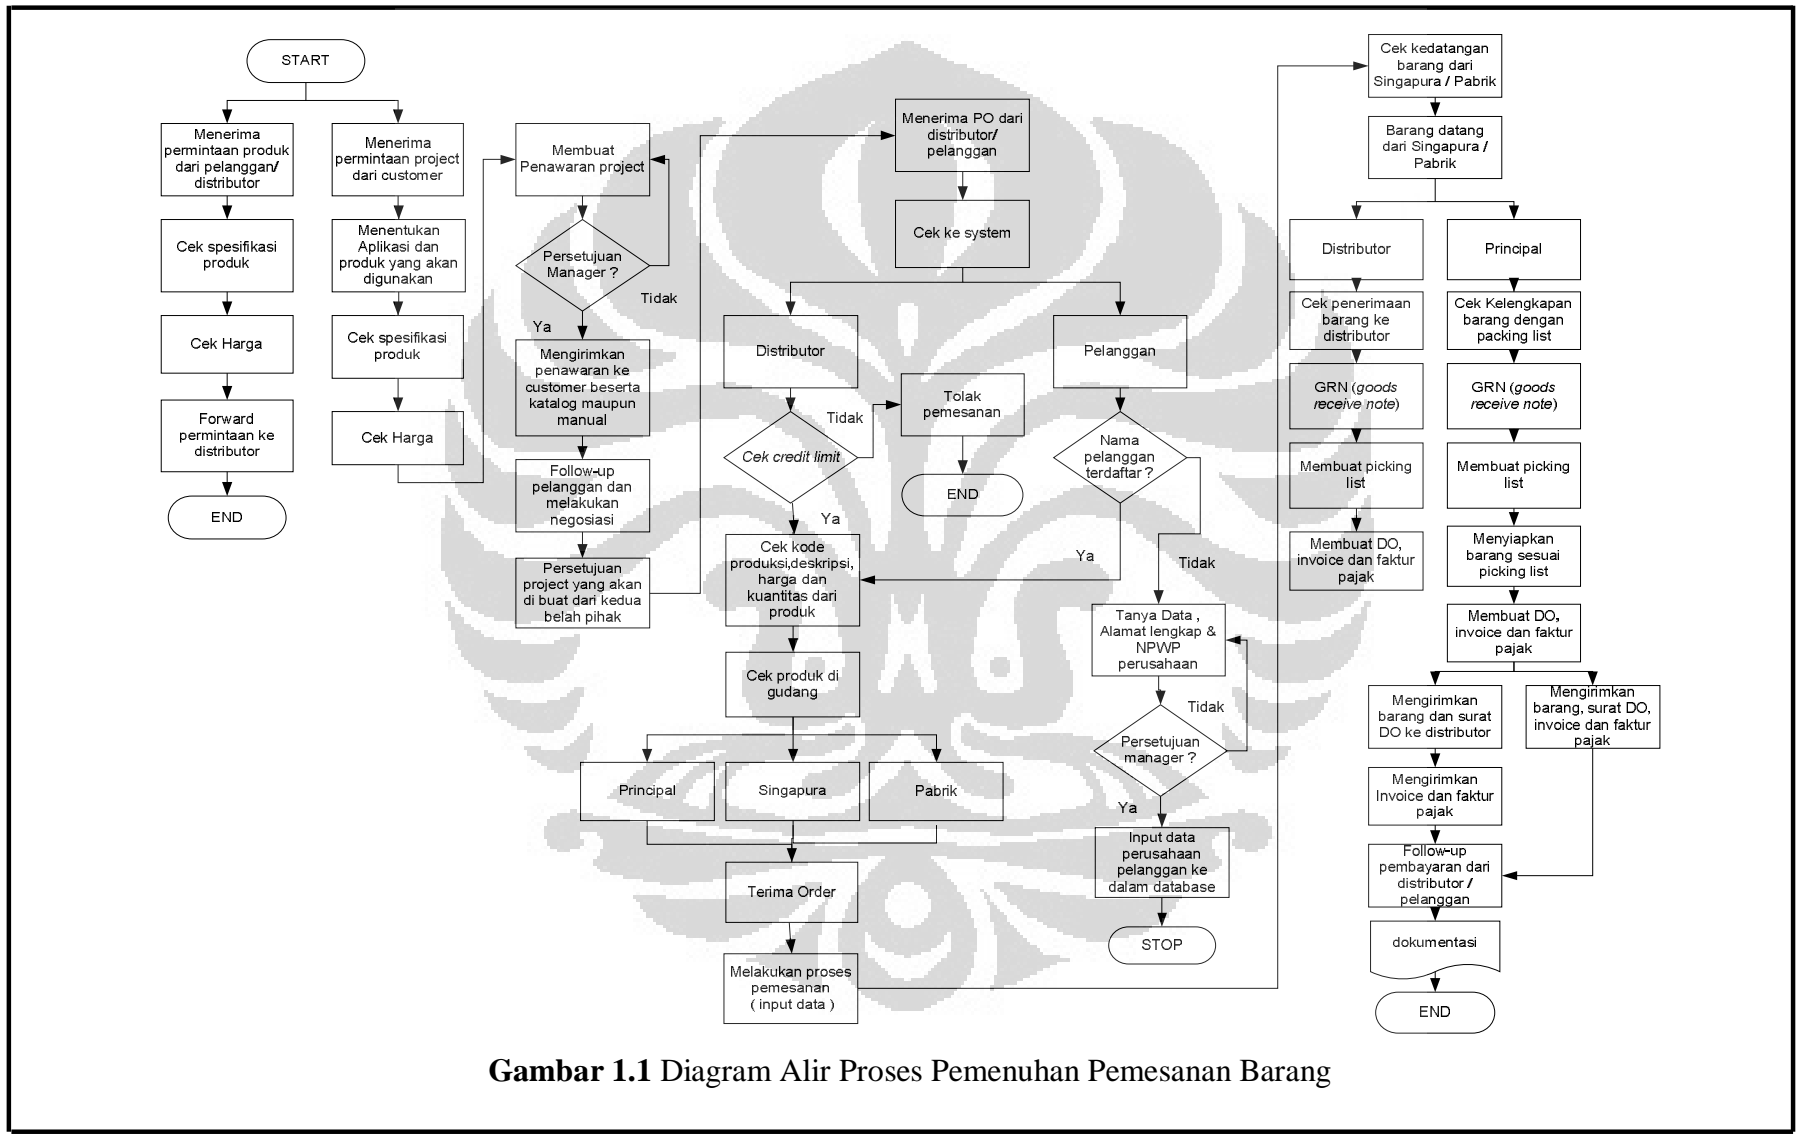 START
Menerima
permintaan produk
dari pelanggan/
distributor
Cek spesifikasi
produk
Cek Harga
Forward
permintaan ke
distributor
END
Menerima
permintaan project
dari customer
Menentukan
Aplikasi dan
produk yang akan
digunakan
Cek spesifikasi
produk
Cek Harga
Membuat
Penawaran project
Persetujuan
Manager ?
Tidak
Ya
Mengirimkan
penawaran ke
customer beserta
katalog maupun
manual
Follow-up
pelanggan dan
melakukan
negosiasi
Persetujuan
project yang akan
di buat dari kedua
belah pihak
Menerima PO dari
distributor/
pelanggan
Cek ke system
Distributor
Cek credit limit
Tidak
Tolak
pemesanan
END
Ya
Cek kode
produksi,deskripsi,
harga dan
kuantitas dari
produk
Cek produk di
gudang
Principal
Singapura
Pabrik
Terima Order
Melakukan proses
pemesanan
( input data )
Pelanggan
Nama
pelanggan
terdaftar ?
Ya
Tidak
Tanya Data ,
Alamat lengkap &
NPWP
perusahaan
Tidak
Persetujuan
manager ?
Ya
Input data
perusahaan
pelanggan ke
dalam database
STOP
Cek kedatangan
barang dari
Singapura / Pabrik
Barang datang
dari Singapura /
Pabrik
Distributor
Cek penerimaan
barang ke
distributor
GRN (goods
receive note)
Membuat picking
list
Membuat DO,
invoice dan faktur
pajak
Principal
Cek Kelengkapan
barang dengan
packing list
GRN (goods
receive note)
Membuat picking
list
Menyiapkan
barang sesuai
picking list
Membuat DO,
invoice dan faktur
pajak
Mengirimkan
barang dan surat
DO ke distributor
Mengirimkan
barang, surat DO,
invoice dan faktur
pajak
Mengirimkan
Invoice dan faktur
pajak
Follow-up
pembayaran dari
distributor /
pelanggan
dokumentasi
END
Gambar 1.1 Diagram Alir Proses Pemenuhan Pemesanan Barang